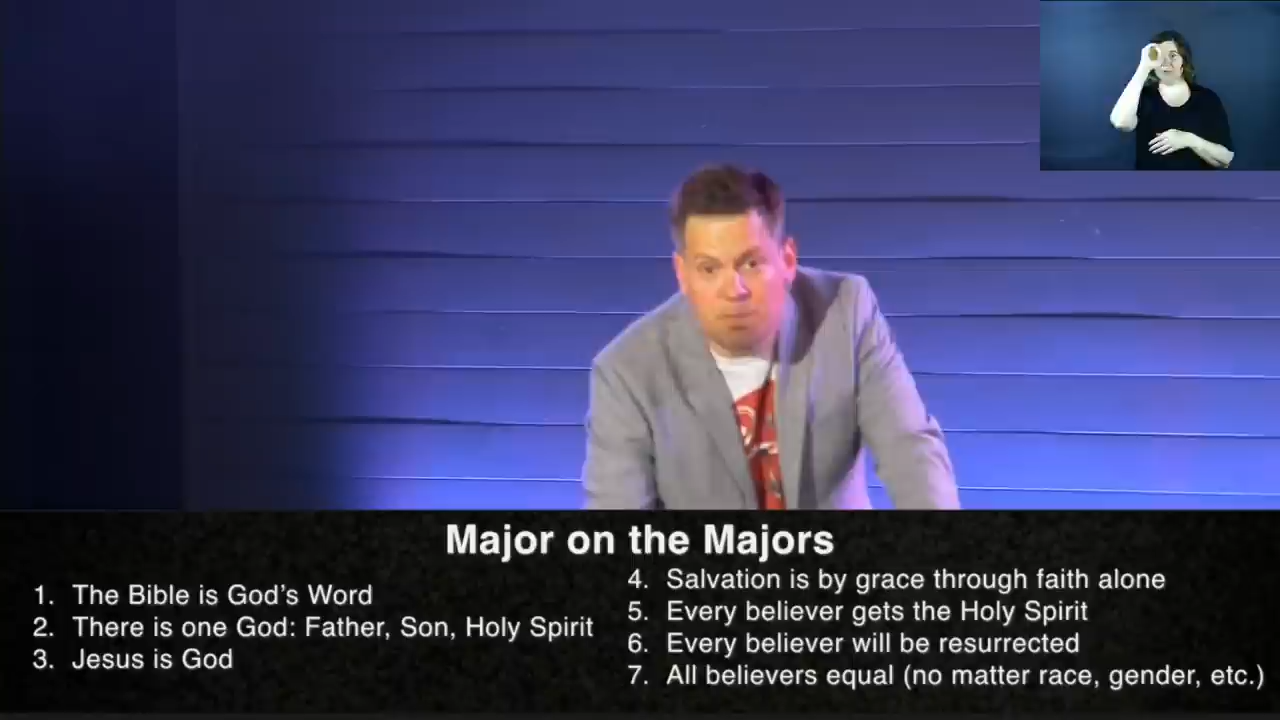 Major on the Majors
1. The Bible is God's Word
2. There is one God: Father, Son, Holy Spirit
3. Jesus is God
4. Salvation is by grace through faith alone
5. Every believer gets the Holy Spirit
6. Every believer will be resurrected
7. All believers equal (no matter race, gender, etc.)